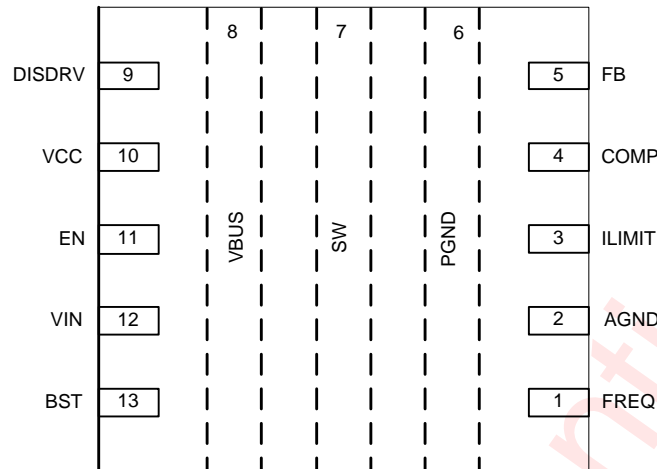 8 7 6
DISDRV 9 5 FB
VCC 10 4 COMP
EN 11 3 ILIMIT
VBUS SW PGND
VIN 12 2 AGND
BST 13 1 FREQ